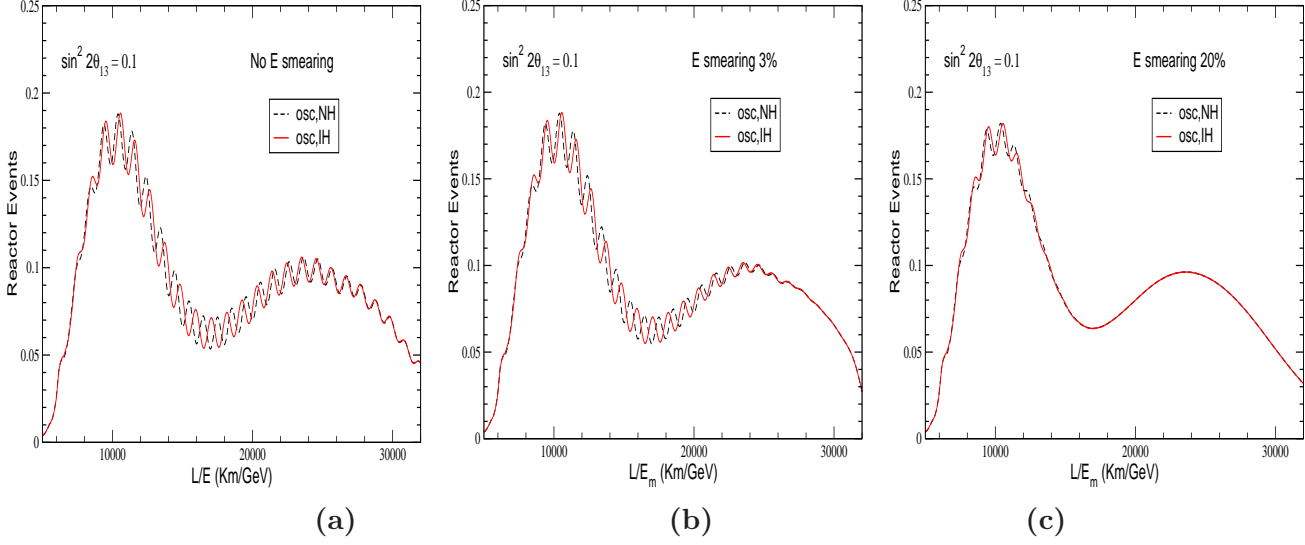 0.25
0.2
0.15
0.1
0.05
0
Reactor Events
sin² 2θ₁₃ = 0.1
No E smearing
osc,NH
osc,IH
10000
20000
30000
L/E (Km/GeV)
(a)
0.25
0.2
0.15
0.1
0.05
0
Reactor Events
sin² 2θ₁₃ = 0.1
E smearing 3%
osc,NH
osc,IH
10000
20000
30000
L/Eₘ (Km/GeV)
(b)
0.25
0.2
0.15
0.1
0.05
0
Reactor Events
sin² 2θ₁₃ = 0.1
E smearing 20%
osc,NH
osc,IH
10000
20000
30000
L/Eₘ (Km/GeV)
(c)